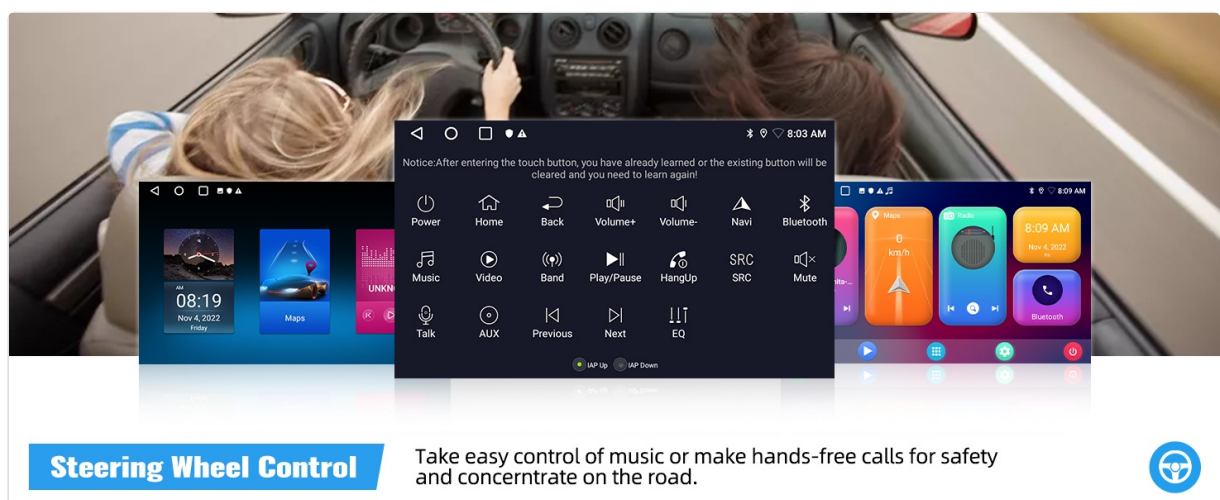 8:03 AM
Notice:After entering the touch button, you have already learned or the existing button will be
cleared and you need to learn again!
Power Home Back Volume+ Volume- Navi Bluetooth
SRC
Music Video Band Play/Pause HangUp SRC Mute
Talk AUX Previous Next EQ
IAP Up IAP Down
AM
08:19
Nov 4, 2022
Friday
Maps
UNKN
8:09 AM
Maps
0
km/h
Radio
8:09 AM
Nov 4, 2022
Bluetooth
Steering Wheel Control
Take easy control of music or make hands-free calls for safety
and concerntrate on the road.